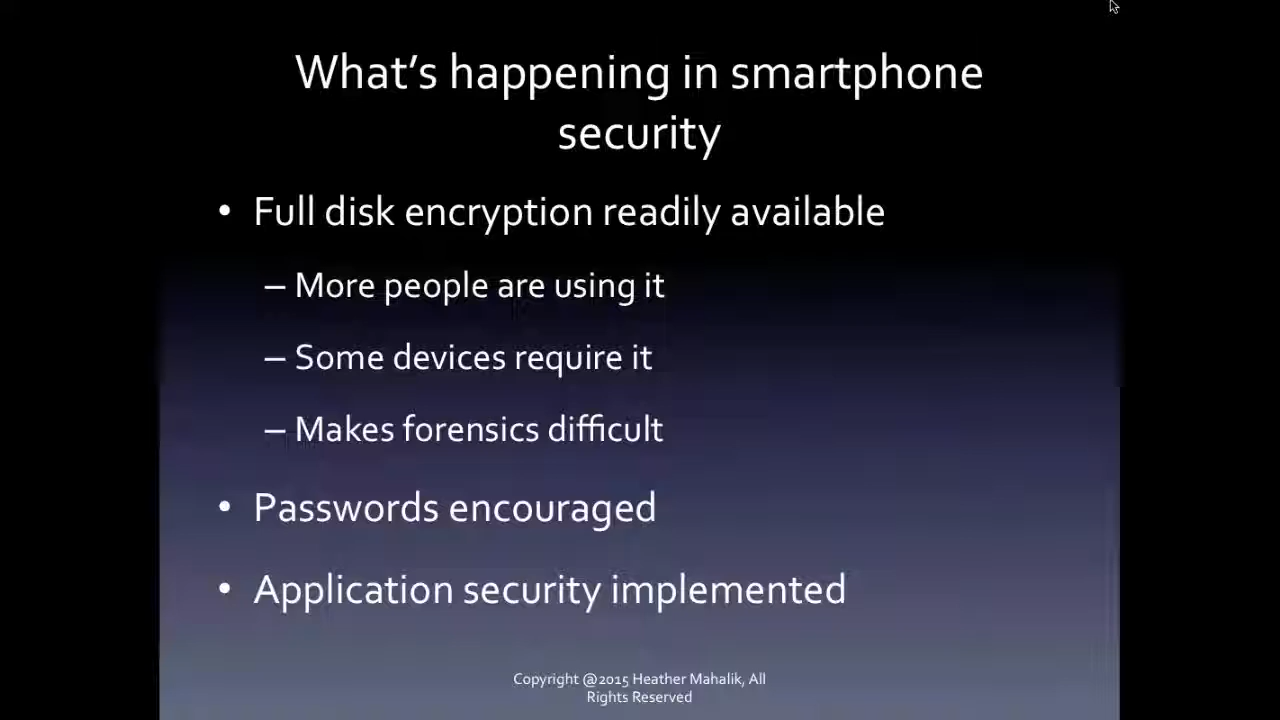 What's happening in smartphone
security
• Full disk encryption readily available
– More people are using it
– Some devices require it
– Makes forensics difficult
• Passwords encouraged
• Application security implemented
Copyright @2015 Heather Mahalik, All
Rights Reserved